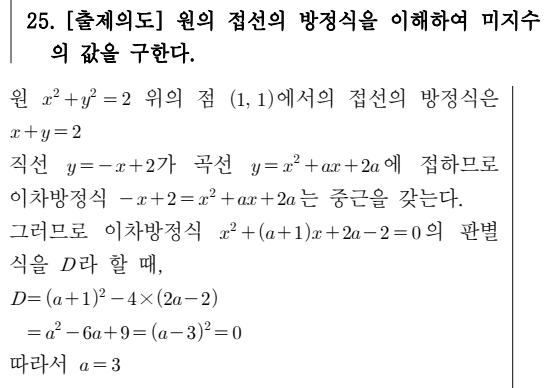 25. [출제의도] 원의 접선의 방정식을 이해하여 미지수
의 값을 구한다.
원 x²+y²=2 위의 점 (1, 1)에서의 접선의 방정식은
x+y=2
직선 y=-x+2가 곡선 y=x²+ax+2a에 접하므로
이차방정식 -x+2=x²+ax+2a는 중근을 갖는다.
그러므로 이차방정식 x²+(a+1)x+2a-2=0의 판별
식을 D라 할 때,
D=(a+1)²-4×(2a-2)
=a²-6a+9=(a-3)²=0
따라서 a=3